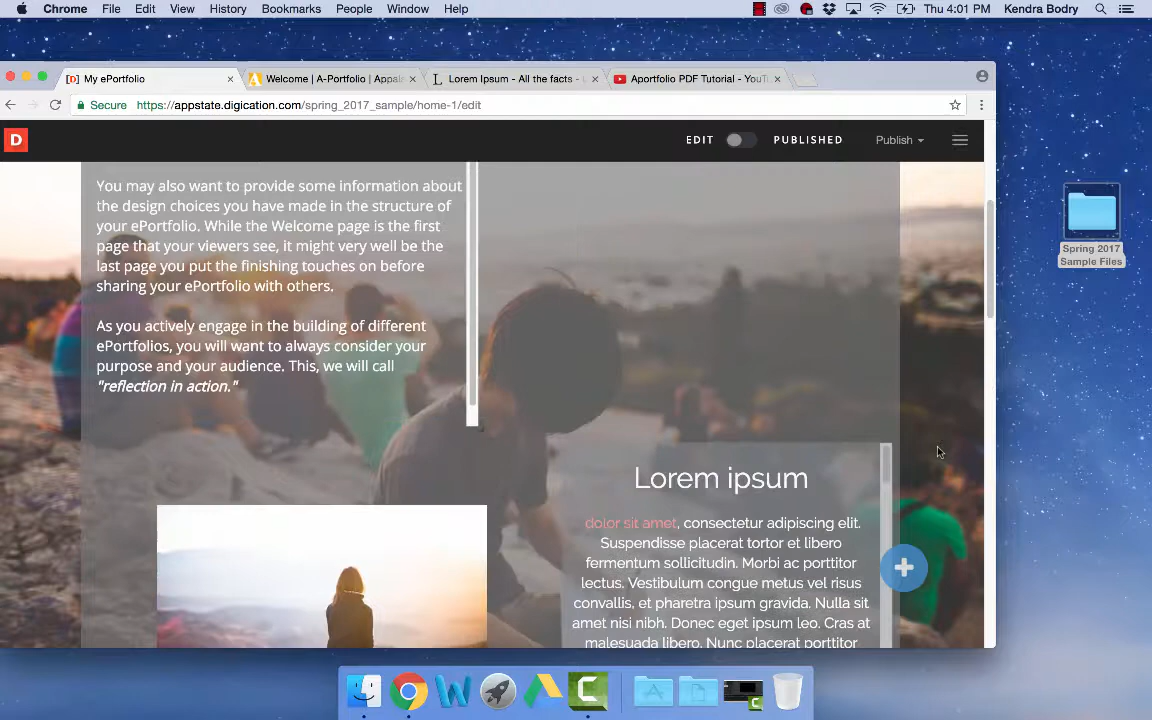 Chrome File Edit View History Bookmarks People Window Help Thu 4:01 PM Kendra Bodry
[D] My ePortfolio × Welcome | A-Portfolio | Appala × L Lorem Ipsum - All the facts - × Aportfolio PDF Tutorial - YouTu ×
Secure https://appstate.digication.com/spring_2017_sample/home-1/edit
D EDIT PUBLISHED Publish
You may also want to provide some information about
the design choices you have made in the structure of
your ePortfolio. While the Welcome page is the first
page that your viewers see, it might very well be the
last page you put the finishing touches on before
sharing your ePortfolio with others.
As you actively engage in the building of different
ePortfolios, you will want to always consider your
purpose and your audience. This, we will call
"reflection in action."
Lorem ipsum
dolor sit amet, consectetur adipiscing elit.
Suspendisse placerat tortor et libero
fermentum sollicitudin. Morbi ac porttitor
lectus. Vestibulum congue metus vel risus
convallis, et pharetra ipsum gravida. Nulla sit
amet nisi nibh. Donec eget ipsum leo. Cras at
malesuada libero. Nunc placerat porttitor
Spring 2017
Sample Files